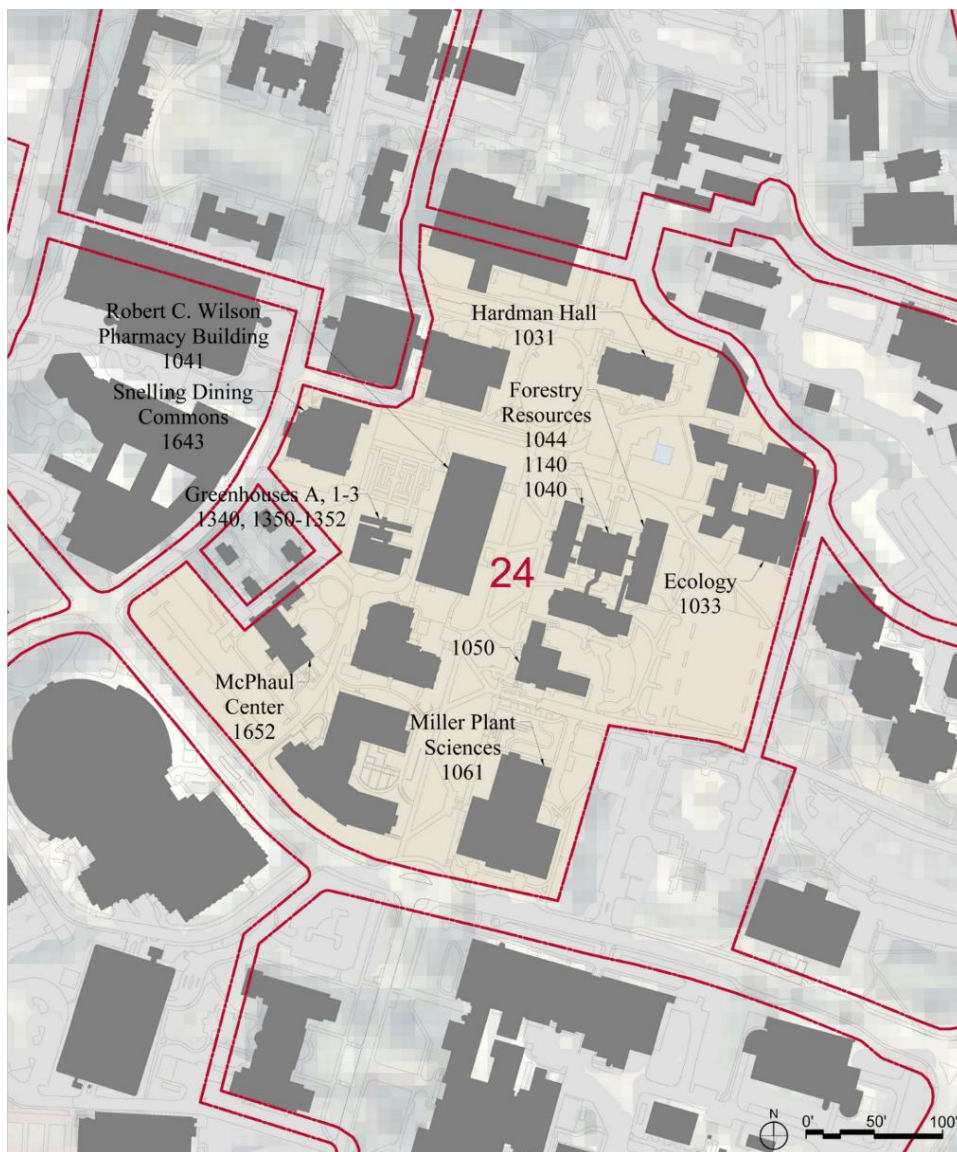 Hardman Hall
1031
Robert C. Wilson
Pharmacy Building
1041
Forestry
Resources
1044
1140
1040
Snelling Dining
Commons
1643
Greenhouses A, 1-3
1340, 1350-1352
24
Ecology
1033
1050
McPhaul
Center
1652
Miller Plant
Sciences
1061
N
0' 50' 100'